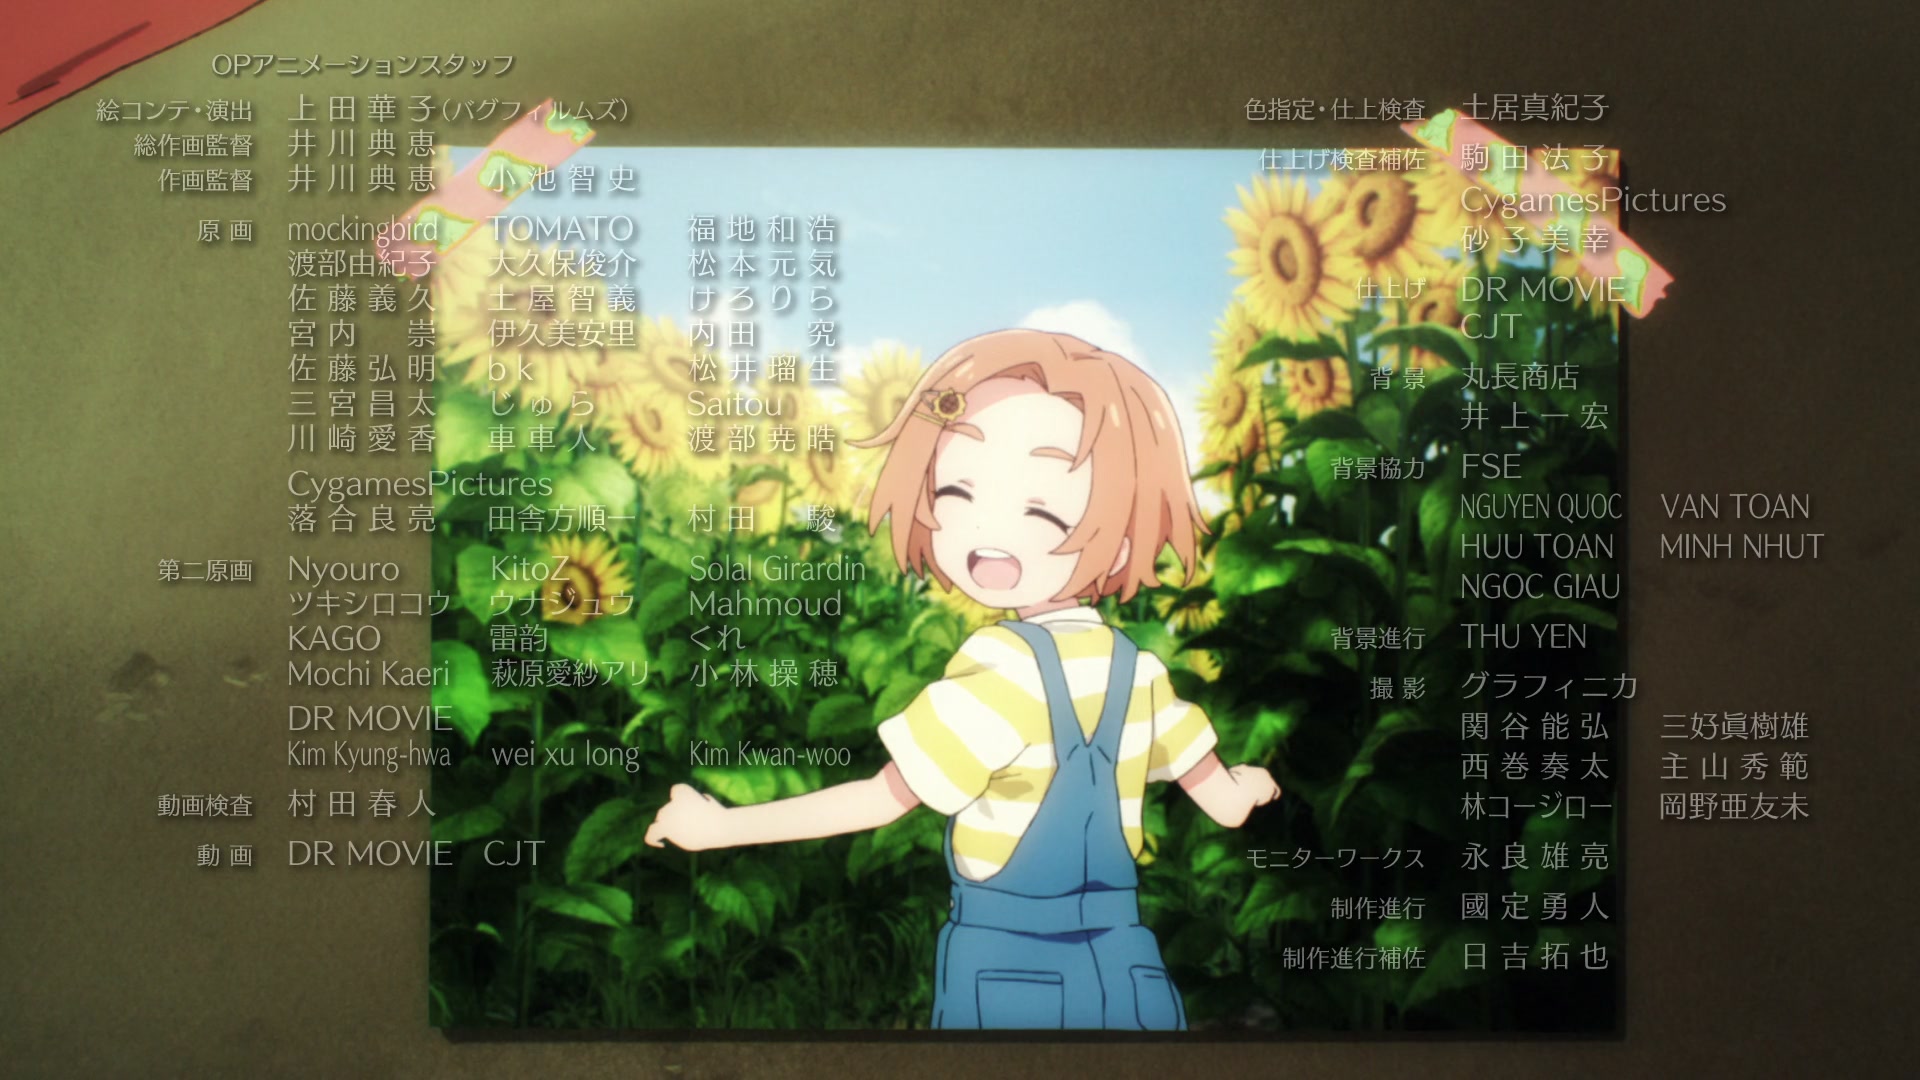 OPアニメーションスタッフ
絵コンテ・演出 上田華子(バグフィルムズ)
総作画監督 井川典恵
作画監督 井川典恵 小池智史
原画 mockingbird TOMATO 福地和浩
渡部由紀子 大久保俊介 松本元気
佐藤義久 土屋智義 けろりら
宮内崇 伊久美安里 内田究
佐藤弘明 bk 松井瑠生
三宮昌太 じゅら Saitou
川崎愛香 車車人 渡部尭皓
CygamesPictures
落合良亮 田舎方順一 村田駿
第二原画 Nyouro KitoZ Solal Girardin
ツキシロコウ ウナジュウ Mahmoud
KAGO 雷韵 くれ
Mochi Kaeri 萩原愛紗アリ 小林操穂
DR MOVIE
Kim Kyung-hwa wei xu long Kim Kwan-woo
動画検査 村田春人
動画 DR MOVIE CJT
色指定・仕上検査 土居真紀子
仕上げ検査補佐 駒田法子
CygamesPictures
砂子美幸
仕上げ DR MOVIE
CJT
背景 丸長商店
井上一宏
背景協力 FSE
NGUYEN QUOC VAN TOAN
HUU TOAN MINH NHUT
NGOC GIAU
背景進行 THU YEN
撮影 グラフィニカ
関谷能弘 三好眞樹雄
西巻奏太 主山秀範
林コージロー 岡野亜友未
モニターワークス 永良雄亮
制作進行 國定勇人
制作進行補佐 日吉拓也